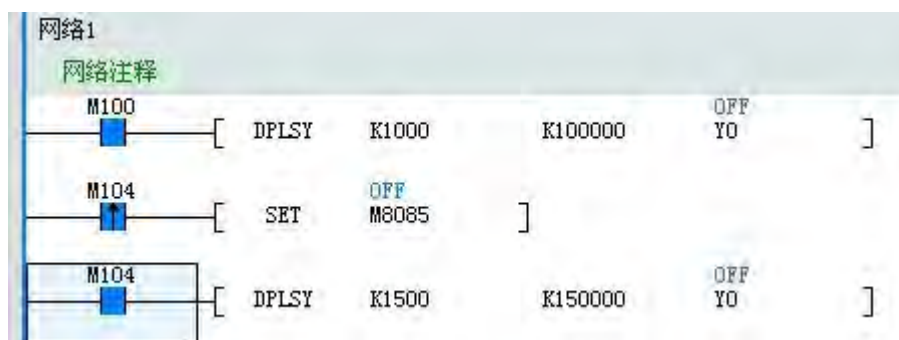 网络1
网络注释
M100 OFF
[ DPLSY K1000 K100000 Y0 ]
M104 OFF
[ SET M8085 ]
M104 OFF
[ DPLSY K1500 K150000 Y0 ]